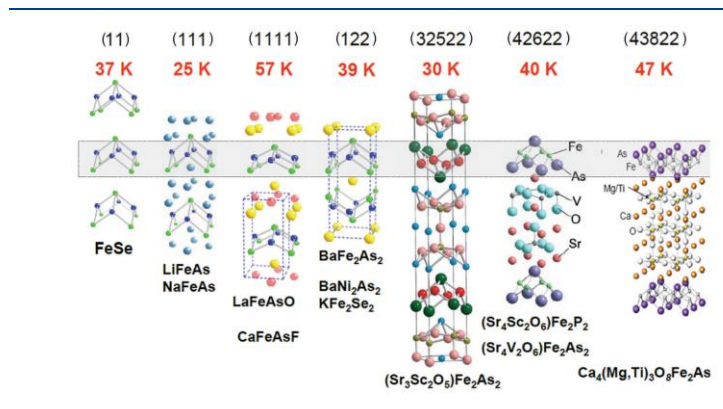 (11) (111) (1111) (122) (32522) (42622) (43822)
37 K 25 K 57 K 39 K 30 K 40 K 47 K
Fe
As
V
O
Sr
As
Fe
Mg/Ti
Ca
O
FeSe
LiFeAs
NaFeAs
LaFeAsO
CaFeAsF
BaFe₂As₂
BaNi₂As₂
KFe₂Se₂
(Sr₃Sc₂O₅)Fe₂As₂
(Sr₄Sc₂O₆)Fe₂P₂
(Sr₄V₂O₆)Fe₂As₂
Ca₄(Mg,Ti)₃O₈Fe₂As